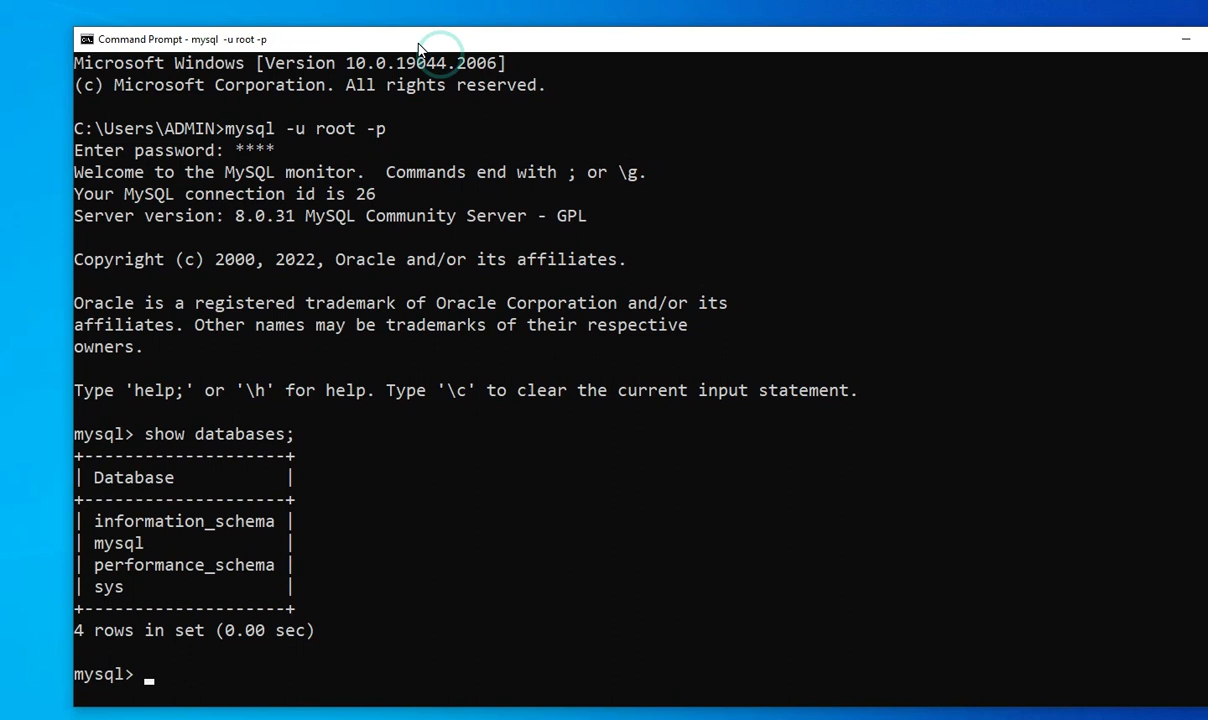 Command Prompt - mysql  -u root -p
Microsoft Windows [Version 10.0.19044.2006]
(c) Microsoft Corporation. All rights reserved.
C:\Users\ADMIN>mysql -u root -p
Enter password: ****
Welcome to the MySQL monitor.  Commands end with ; or \g.
Your MySQL connection id is 26
Server version: 8.0.31 MySQL Community Server - GPL
Copyright (c) 2000, 2022, Oracle and/or its affiliates.
Oracle is a registered trademark of Oracle Corporation and/or its
affiliates. Other names may be trademarks of their respective
owners.
Type 'help;' or '\h' for help. Type '\c' to clear the current input statement.
mysql> show databases;
+--------------------+
| Database           |
+--------------------+
| information_schema |
| mysql              |
| performance_schema |
| sys                |
+--------------------+
4 rows in set (0.00 sec)
mysql> _